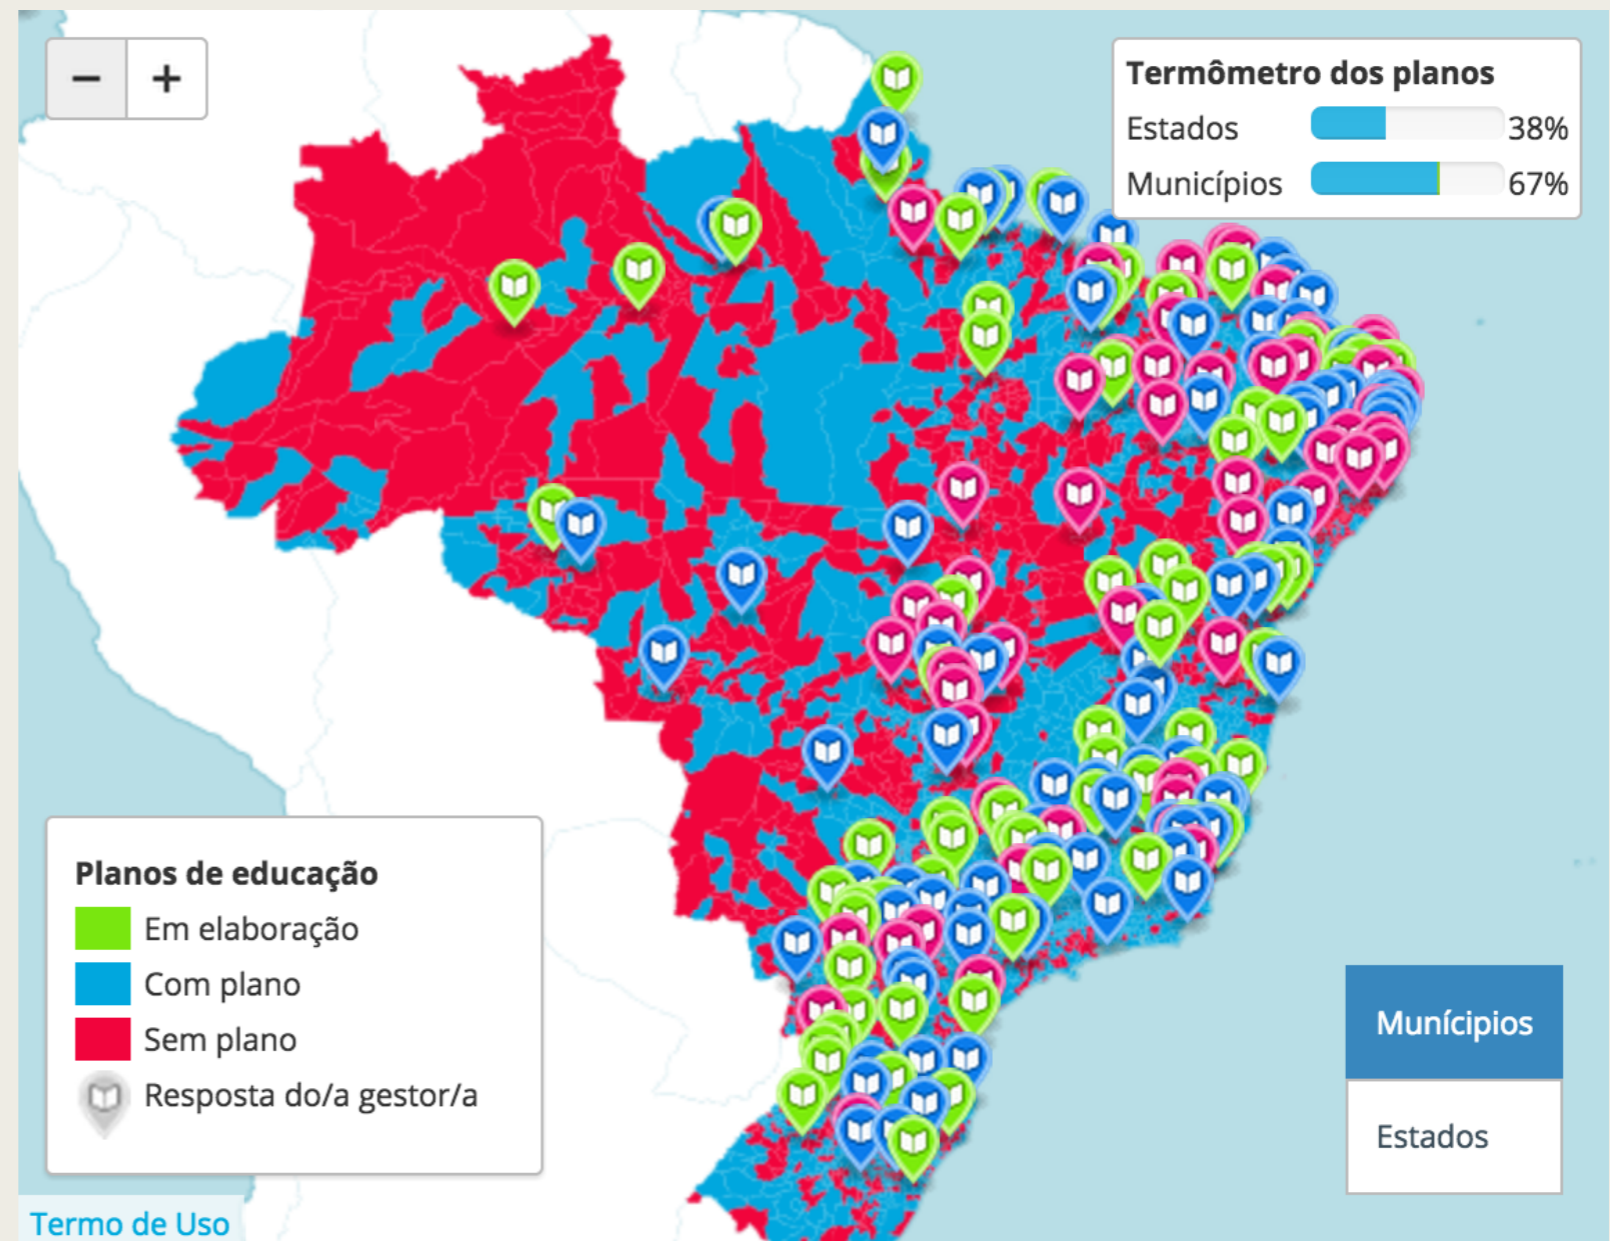 − +
Termômetro dos planos
Estados 38%
Municípios 67%
Planos de educação
Em elaboração
Com plano
Sem plano
Resposta do/a gestor/a
Munícipios
Estados
Termo de Uso